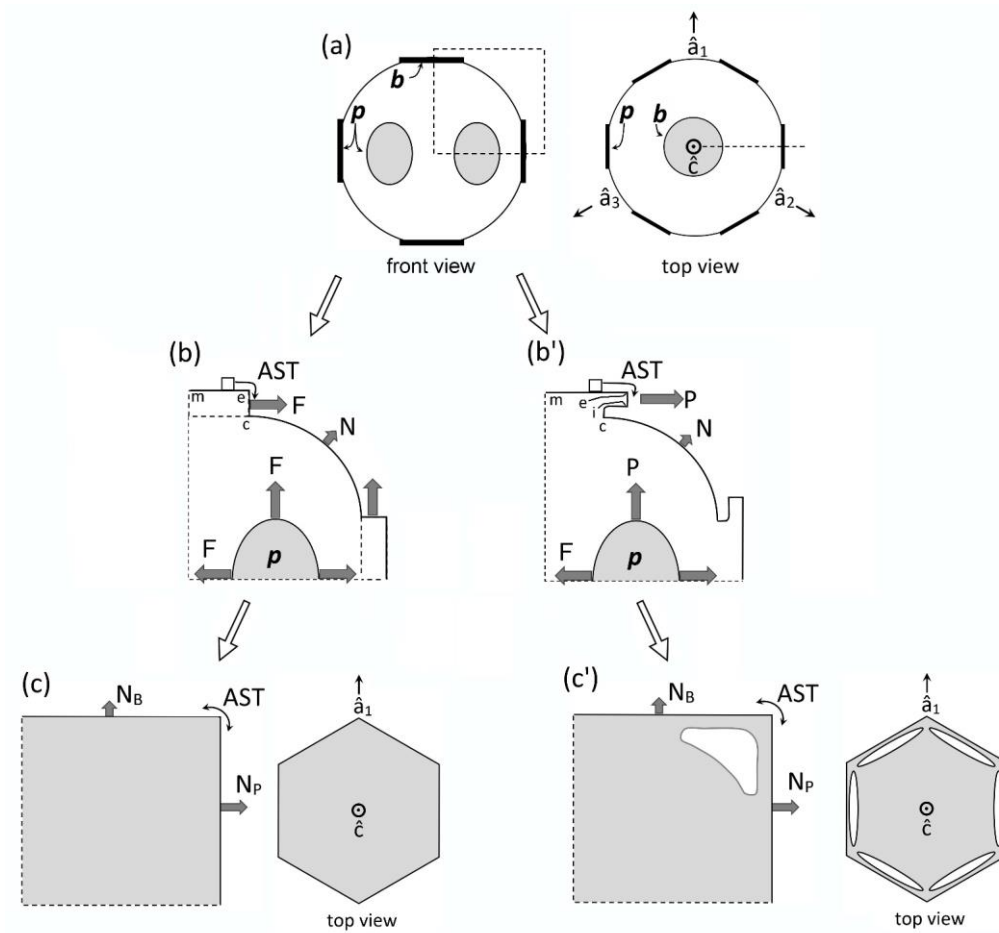 (a)
b
p
front view
â1
p
b
ĉ
â3
â2
top view
(b)
AST
m
e
F
c
N
F
p
F
(b')
AST
m
e
i
c
P
N
P
p
F
(c)
NB
AST
NP
â1
ĉ
top view
(c')
NB
AST
NP
â1
ĉ
top view